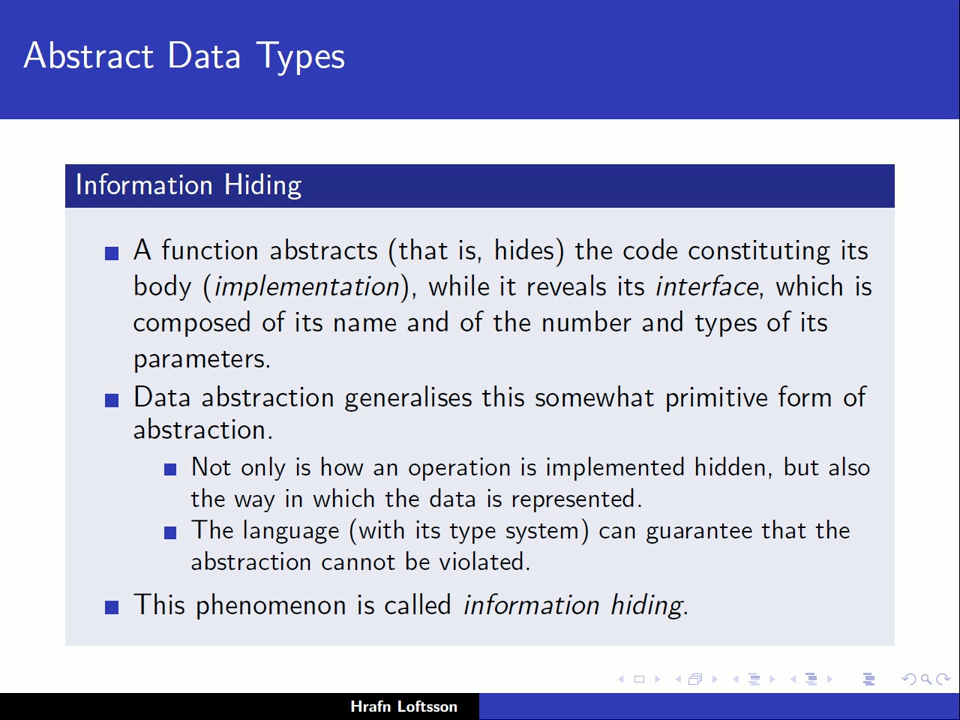 Abstract Data Types
Information Hiding
A function abstracts (that is, hides) the code constituting its
body (implementation), while it reveals its interface, which is
composed of its name and of the number and types of its
parameters.
Data abstraction generalises this somewhat primitive form of
abstraction.
Not only is how an operation is implemented hidden, but also
the way in which the data is represented.
The language (with its type system) can guarantee that the
abstraction cannot be violated.
This phenomenon is called information hiding.
Hrafn Loftsson